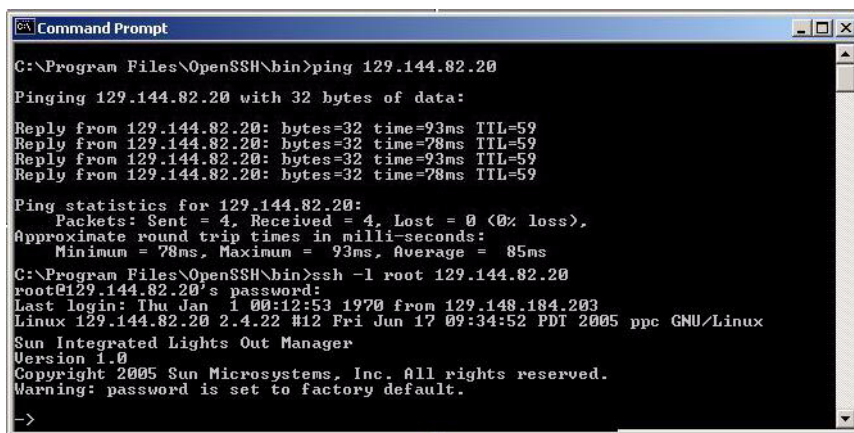 Command Prompt
C:\Program Files\OpenSSH\bin>ping 129.144.82.20
Pinging 129.144.82.20 with 32 bytes of data:
Reply from 129.144.82.20: bytes=32 time=93ms TTL=59
Reply from 129.144.82.20: bytes=32 time=78ms TTL=59
Reply from 129.144.82.20: bytes=32 time=93ms TTL=59
Reply from 129.144.82.20: bytes=32 time=78ms TTL=59
Ping statistics for 129.144.82.20:
Packets: Sent = 4, Received = 4, Lost = 0 (0% loss),
Approximate round trip times in milli-seconds:
Minimum = 78ms, Maximum =  93ms, Average =  85ms
C:\Program Files\OpenSSH\bin>ssh -l root 129.144.82.20
root@129.144.82.20's password:
Last login: Thu Jan  1 00:12:53 1970 from 129.148.184.203
Linux 129.144.82.20 2.4.22 #12 Fri Jun 17 09:34:52 PDT 2005 ppc GNU/Linux
Sun Integrated Lights Out Manager
Version 1.0
Copyright 2005 Sun Microsystems, Inc. All rights reserved.
Warning: password is set to factory default.
->